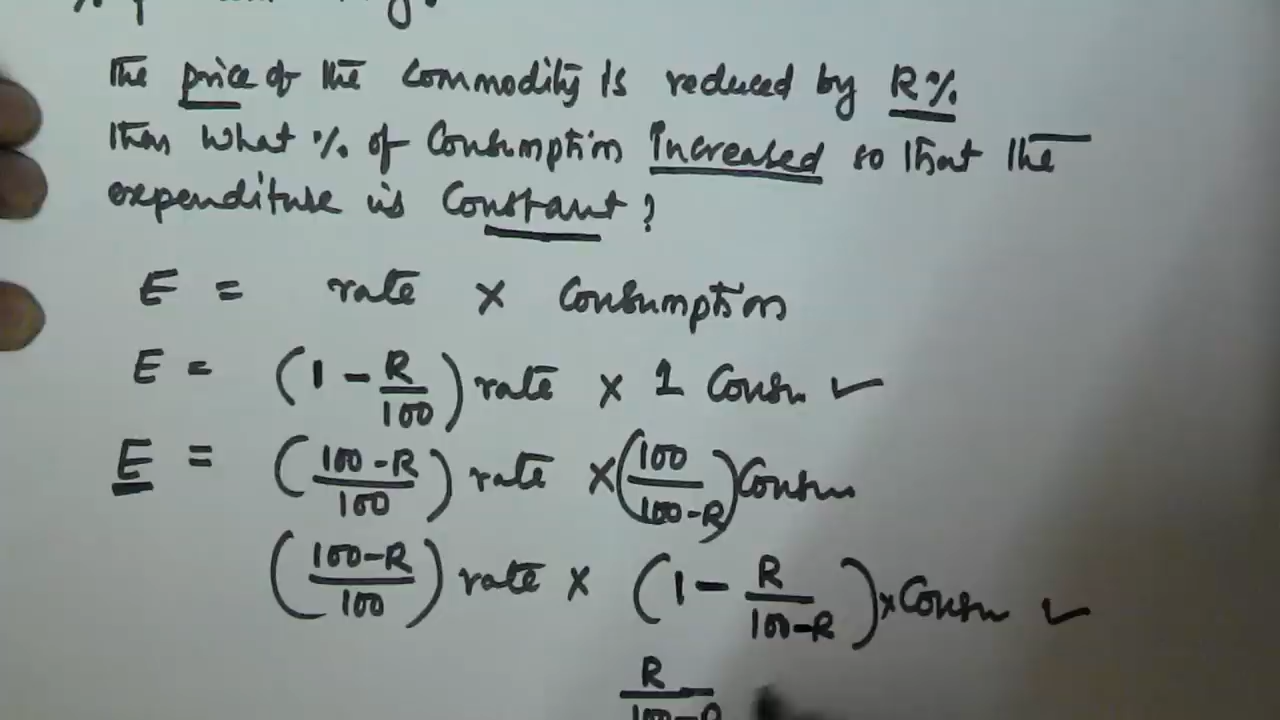 The price of the Commodity is reduced by R%
then what % of Consumption Increased so that the
expenditure is Constant?
E = rate × Consumption
E = (1 - R/100) rate × 1 Consu ✓
E = (100-R/100) rate × (100/100-R) Consu
(100-R/100) rate × (1 - R/100-R) × Consu ✓
R/100-R